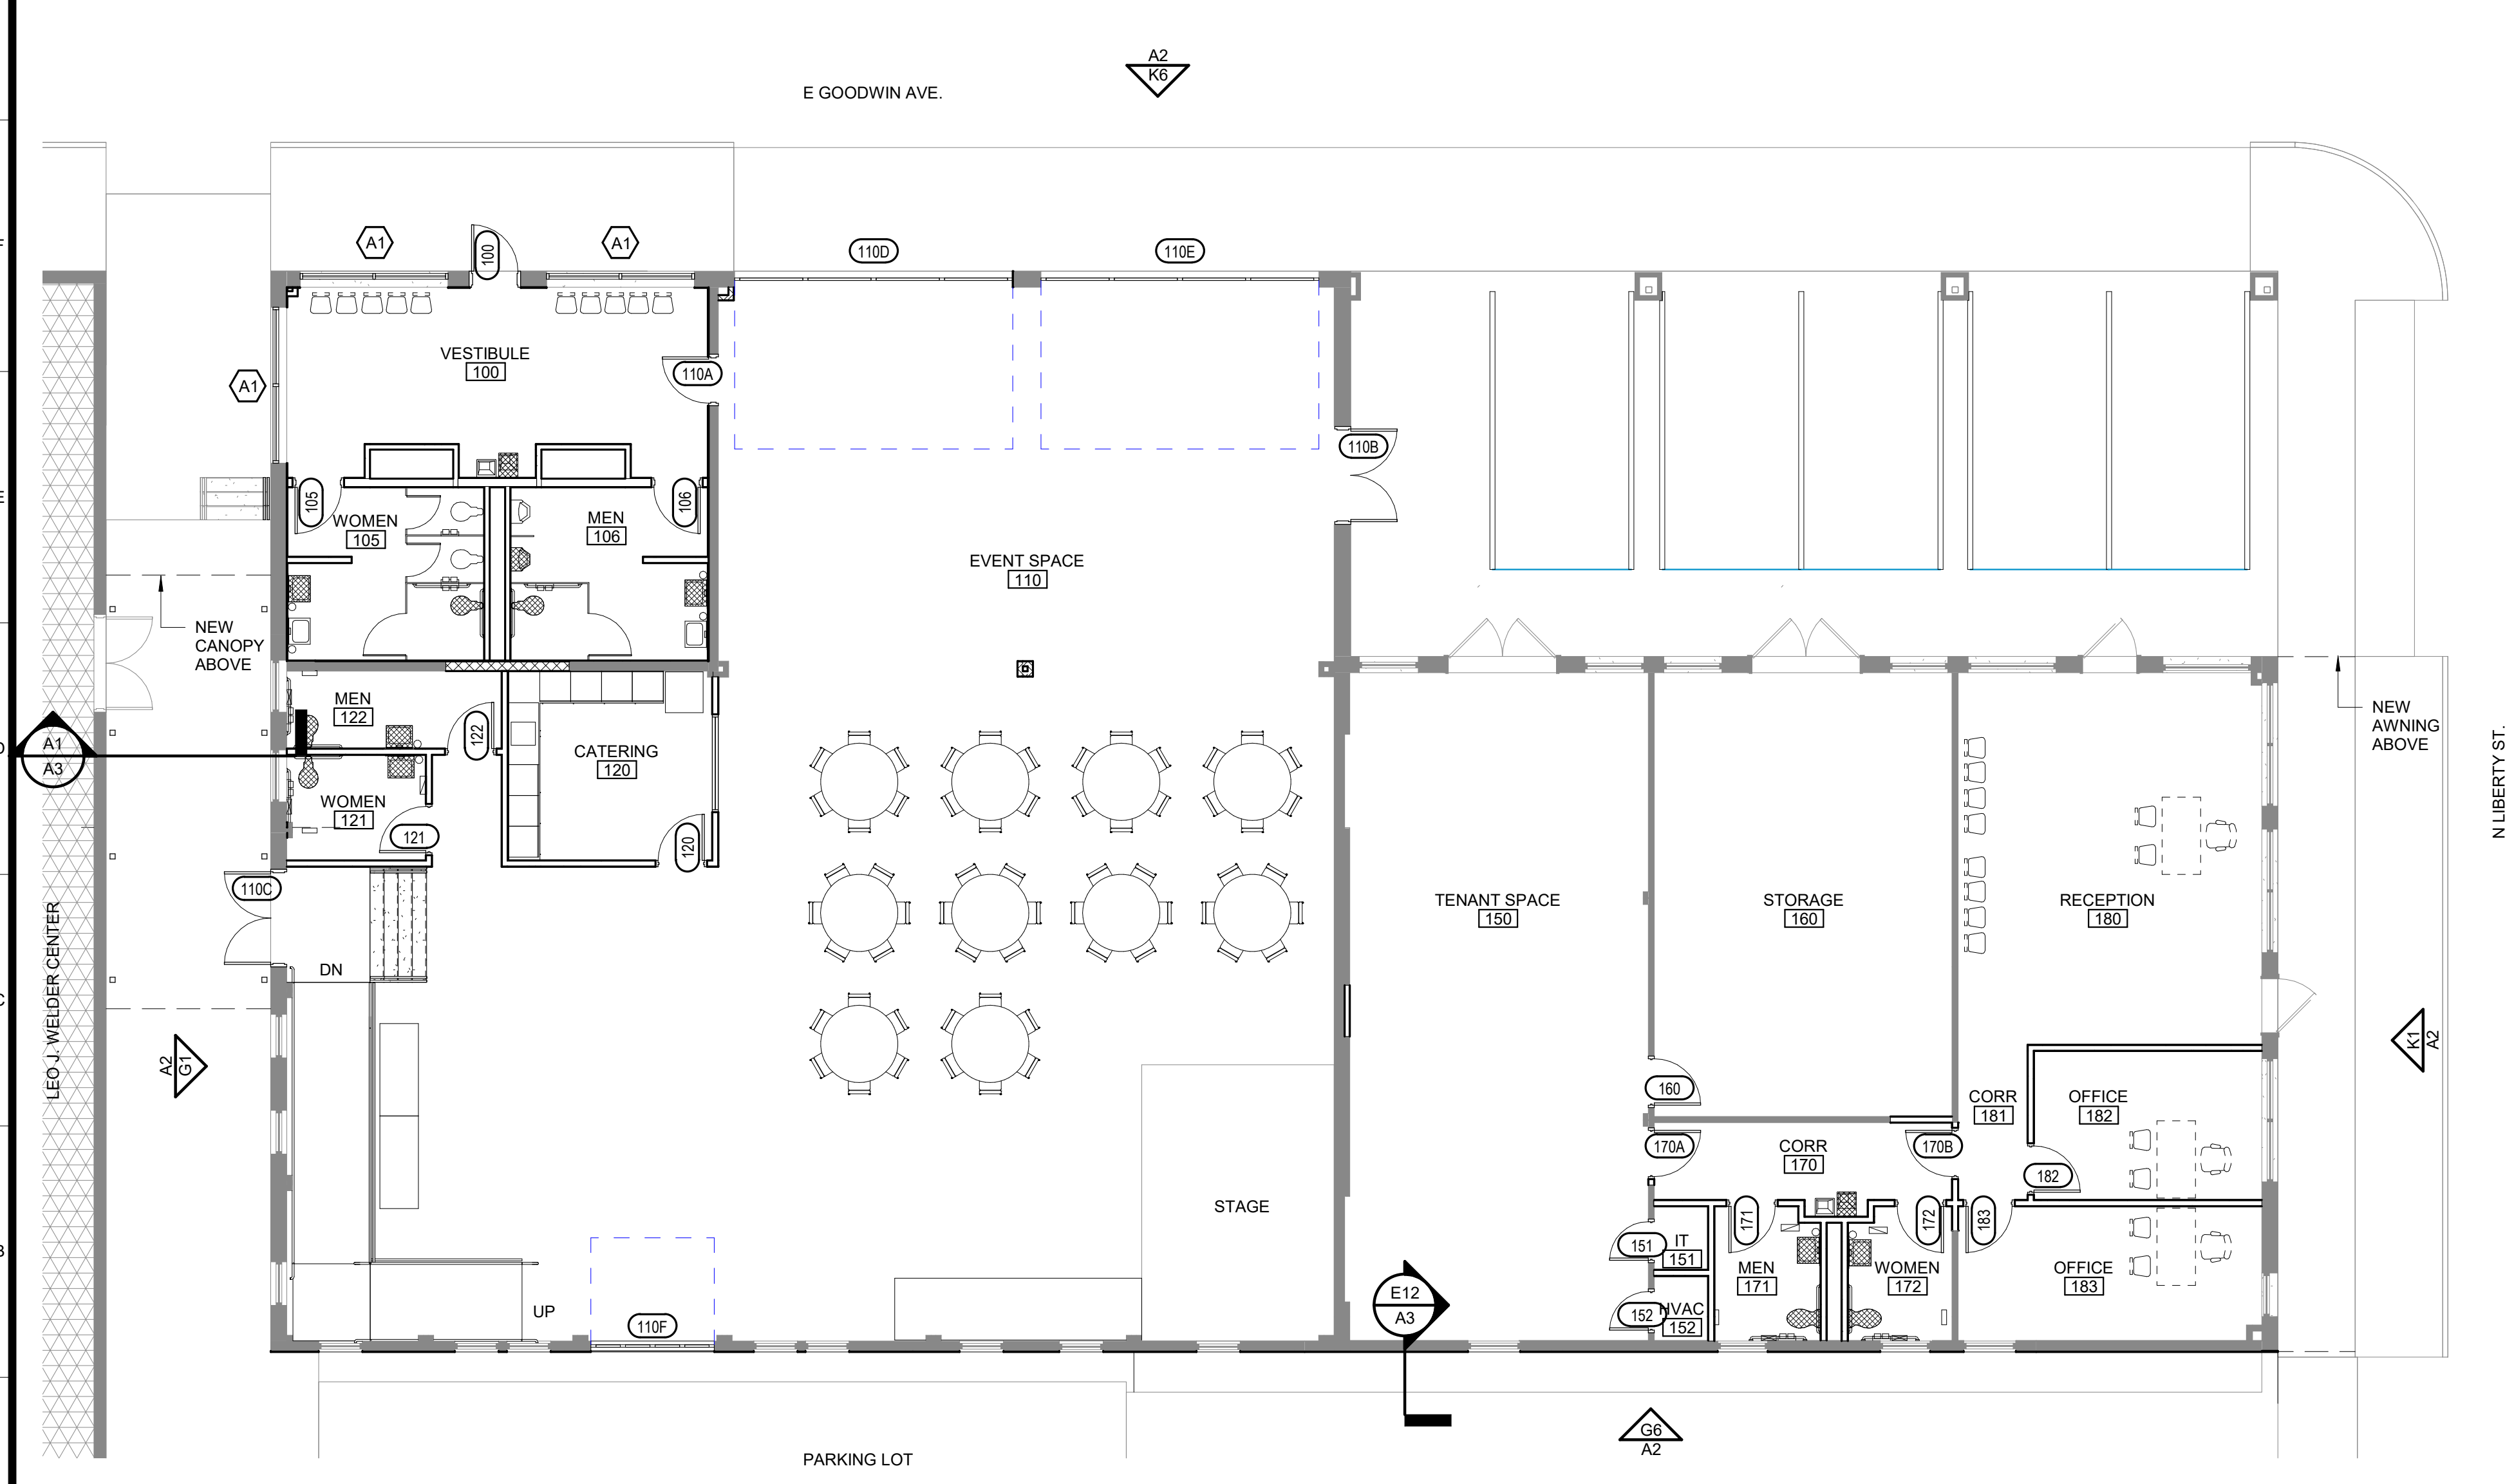 A2
K6
E GOODWIN AVE.
A1
100
A1
110D
110E
VESTIBULE
100
110A
A1
110B
105
WOMEN
105
MEN
106
106
EVENT SPACE
110
NEW
CANOPY
ABOVE
MEN
122
122
CATERING
120
A1
A3
WOMEN
121
121
120
110C
DN
LEO J. WELDER CENTER
A2
G1
NEW
AWNING
ABOVE
N LIBERTY ST.
TENANT SPACE
150
STORAGE
160
RECEPTION
180
K1
A2
160
CORR
181
OFFICE
182
170A
CORR
170
170B
182
STAGE
171
172
183
151
IT
151
MEN
171
WOMEN
172
OFFICE
183
E12
A3
152
HVAC
152
UP
110F
G6
A2
PARKING LOT